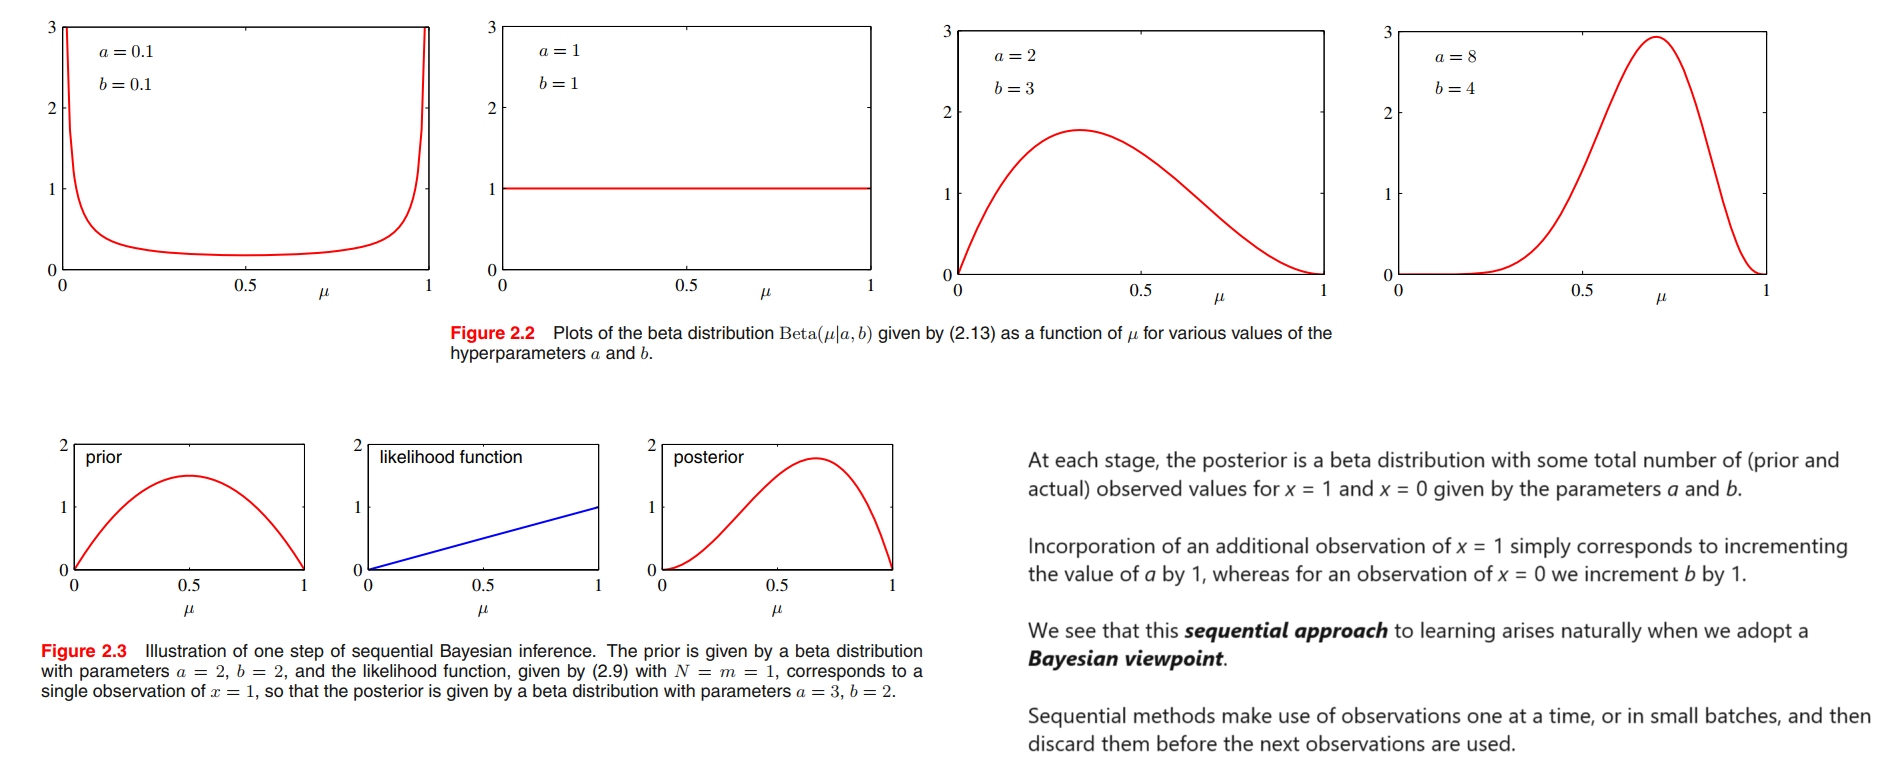 3
2
1
0
a = 0.1
b = 0.1
0
0.5
μ
1
3
2
1
0
a = 1
b = 1
0
0.5
μ
1
3
2
1
0
a = 2
b = 3
0
0.5
μ
1
3
2
1
0
a = 8
b = 4
0
0.5
μ
1
Figure 2.2 Plots of the beta distribution Beta(μ|a, b) given by (2.13) as a function of μ for various values of the
hyperparameters a and b.
2
1
0
prior
0
0.5
1
μ
2
1
0
likelihood function
0
0.5
1
μ
2
1
0
posterior
0
0.5
1
μ
Figure 2.3 Illustration of one step of sequential Bayesian inference. The prior is given by a beta distribution
with parameters a = 2, b = 2, and the likelihood function, given by (2.9) with N = m = 1, corresponds to a
single observation of x = 1, so that the posterior is given by a beta distribution with parameters a = 3, b = 2.
At each stage, the posterior is a beta distribution with some total number of (prior and
actual) observed values for x = 1 and x = 0 given by the parameters a and b.
Incorporation of an additional observation of x = 1 simply corresponds to incrementing
the value of a by 1, whereas for an observation of x = 0 we increment b by 1.
We see that this sequential approach to learning arises naturally when we adopt a
Bayesian viewpoint.
Sequential methods make use of observations one at a time, or in small batches, and then
discard them before the next observations are used.